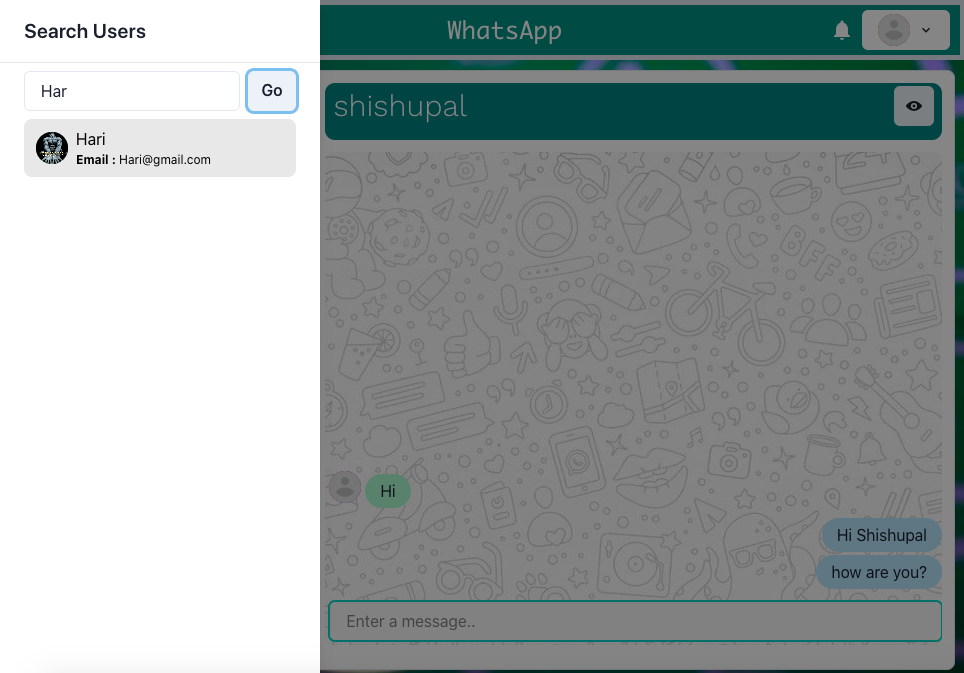 Search Users
Har
Go
Hari
Email : Hari@gmail.com
WhatsApp
shishupal
Hi
Hi Shishupal
how are you?
Enter a message..